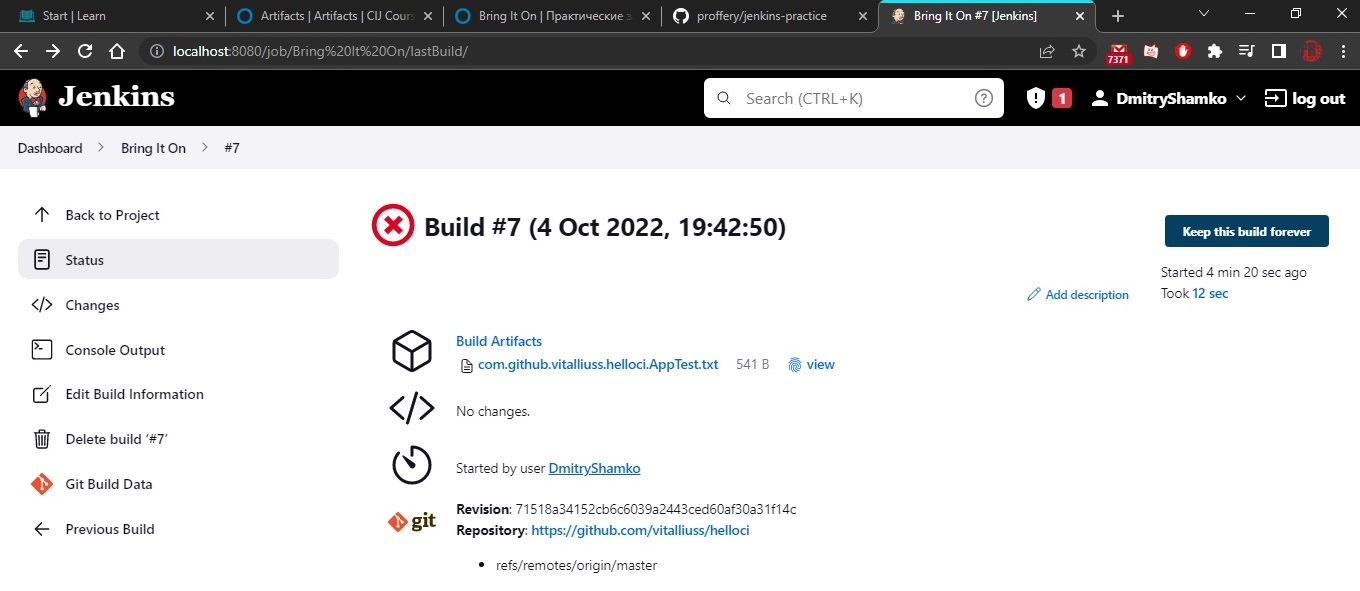 Start | Learn
Artifacts | Artifacts | CIJ Cours
Bring It On | Практические з
proffery/jenkins-practice
Bring It On #7 [Jenkins]
localhost:8080/job/Bring%20It%20On/lastBuild/
7371
Jenkins
Search (CTRL+K)
1
DmitryShamko
log out
Dashboard
Bring It On
#7
Back to Project
Status
Changes
Console Output
Edit Build Information
Delete build ‘#7’
Git Build Data
Previous Build
Build #7 (4 Oct 2022, 19:42:50)
Keep this build forever
Started 4 min 20 sec ago
Took 12 sec
Add description
Build Artifacts
com.github.vitalliuss.helloci.AppTest.txt 541 B view
No changes.
Started by user DmitryShamko
git
Revision: 71518a34152cb6c6039a2443ced60af30a31f14c
Repository: https://github.com/vitalliuss/helloci
• refs/remotes/origin/master